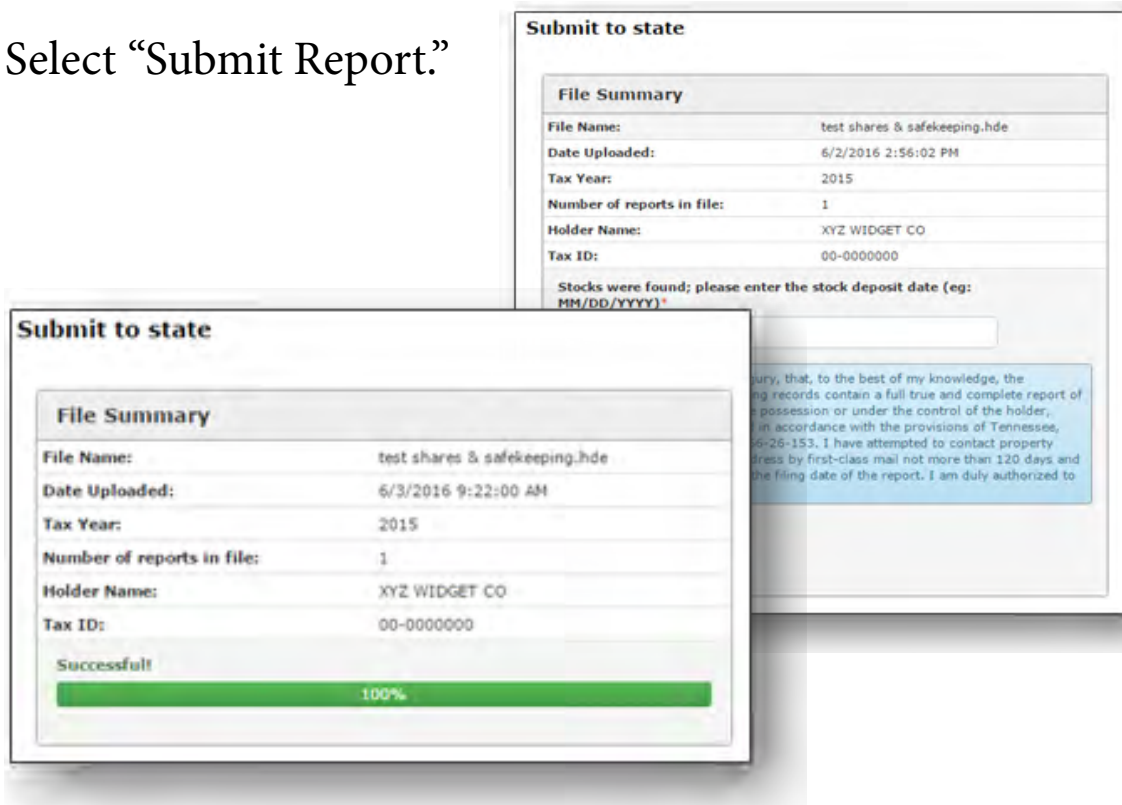 Select “Submit Report.”
Submit to state
File Summary
File Name: test shares & safekeeping.hde
Date Uploaded: 6/2/2016 2:56:02 PM
Tax Year: 2015
Number of reports in file: 1
Holder Name: XYZ WIDGET CO
Tax ID: 00-0000000
Stocks were found; please enter the stock deposit date (eg:
MM/DD/YYYY)*
jury, that, to the best of my knowledge, the
ng records contain a full true and complete report of
possession or under the control of the holder,
in accordance with the provisions of Tennessee,
66-26-153. I have attempted to contact property
dress by first-class mail not more than 120 days and
the filing date of the report. I am duly authorized to
Submit to state
File Summary
File Name: test shares & safekeeping.hde
Date Uploaded: 6/3/2016 9:22:00 AM
Tax Year: 2015
Number of reports in file: 1
Holder Name: XYZ WIDGET CO
Tax ID: 00-0000000
Successful!
100%